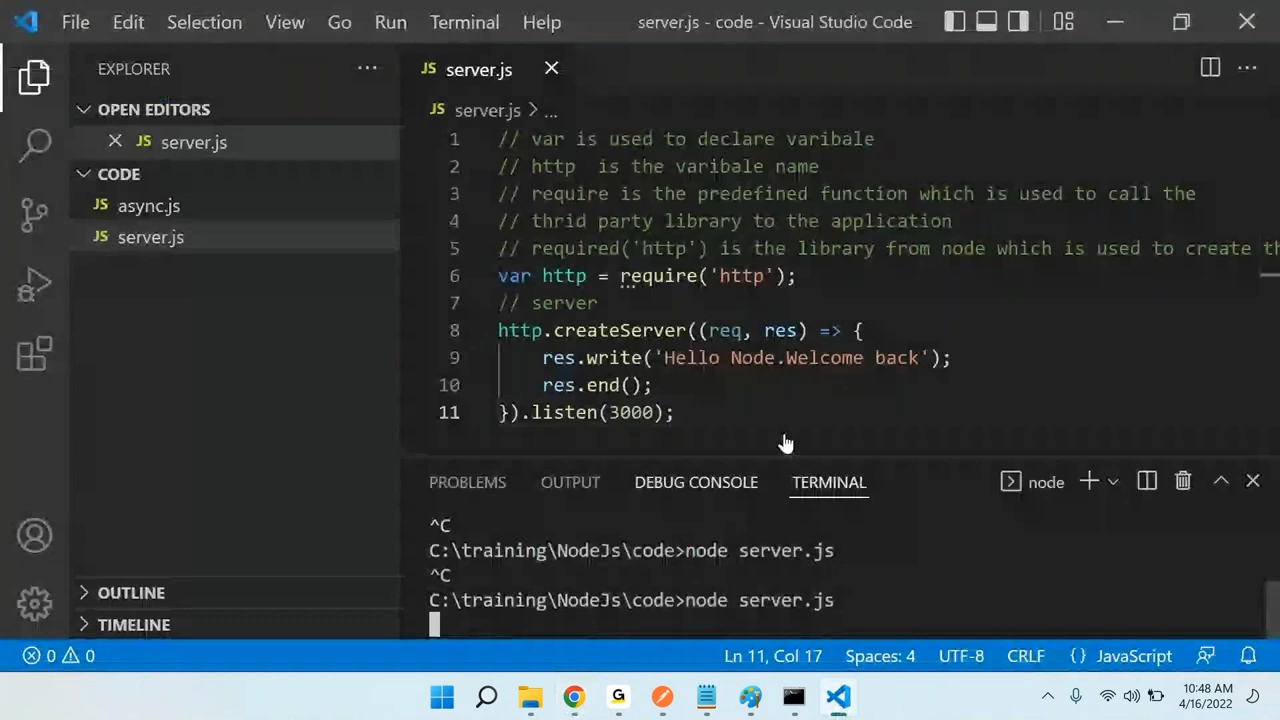 File Edit Selection View Go Run Terminal Help server.js - code - Visual Studio Code
EXPLORER
OPEN EDITORS
JS server.js
CODE
JS async.js
JS server.js
OUTLINE
TIMELINE
JS server.js
JS server.js > ...
1 // var is used to declare varibale
2 // http  is the varibale name
3 // require is the predefined function which is used to call the
4 // thrid party library to the application
5 // required('http') is the library from node which is used to create th
6 var http = require('http');
7 // server
8 http.createServer((req, res) => {
9     res.write('Hello Node.Welcome back');
10     res.end();
11 }).listen(3000);
PROBLEMS OUTPUT DEBUG CONSOLE TERMINAL node
^C
C:\training\NodeJs\code>node server.js
^C
C:\training\NodeJs\code>node server.js
0 0 Ln 11, Col 17 Spaces: 4 UTF-8 CRLF {} JavaScript
G 10:48 AM
4/16/2022